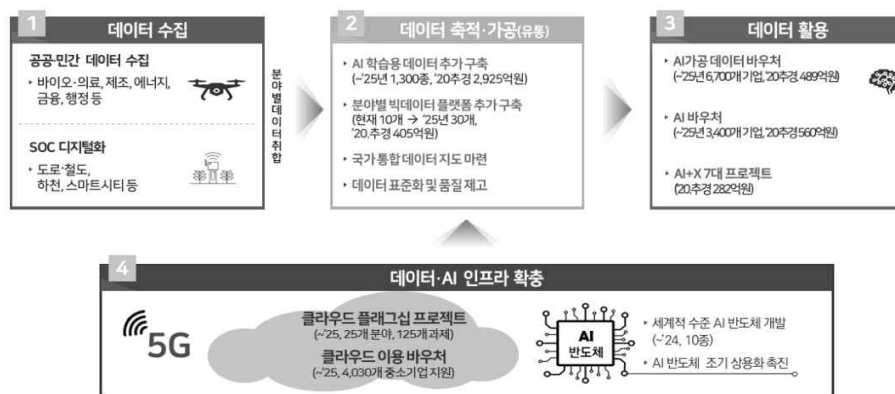 1
데이터 수집
공공·민간 데이터 수집
‣ 바이오·의료, 제조, 에너지,
금융, 행정 등
SOC 디지털화
‣ 도로·철도,
하천, 스마트시티 등
분야별데이터취합
2
데이터 축적·가공(유통)
‣ AI 학습용 데이터 추가 구축
(~'25년 1,300종, '20추경 2,925억원)
‣ 분야별 빅데이터 플랫폼 추가 구축
(현재 10개 → '25년 30개,
'20.추경 405억원)
‣ 국가 통합 데이터 지도 마련
‣ 데이터 표준화 및 품질 제고
3
데이터 활용
‣ AI가공 데이터 바우처
(~'25년 6,700개 기업, '20추경 489억원)
‣ AI 바우처
(~'25년 3,400개 기업, '20추경 560억원)
‣ AI+X 7대 프로젝트
('20.추경 282억원)
4
데이터·AI 인프라 확충
5G
클라우드 플래그십 프로젝트
(~'25, 25개 분야, 125개 과제)
클라우드 이용 바우처
(~'25, 4,030개 중소기업 지원)
AI
반도체
‣ 세계적 수준 AI 반도체 개발
(~'24, 10종)
‣ AI 반도체 조기 상용화 촉진